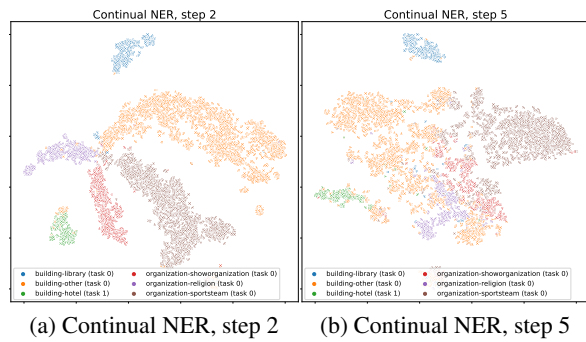 Continual NER, step 2
building-library (task 0)
building-other (task 0)
building-hotel (task 1)
organization-showorganization (task 0)
organization-religion (task 0)
organization-sportsteam (task 0)
(a) Continual NER, step 2
Continual NER, step 5
building-library (task 0)
building-other (task 0)
building-hotel (task 1)
organization-showorganization (task 0)
organization-religion (task 0)
organization-sportsteam (task 0)
(b) Continual NER, step 5